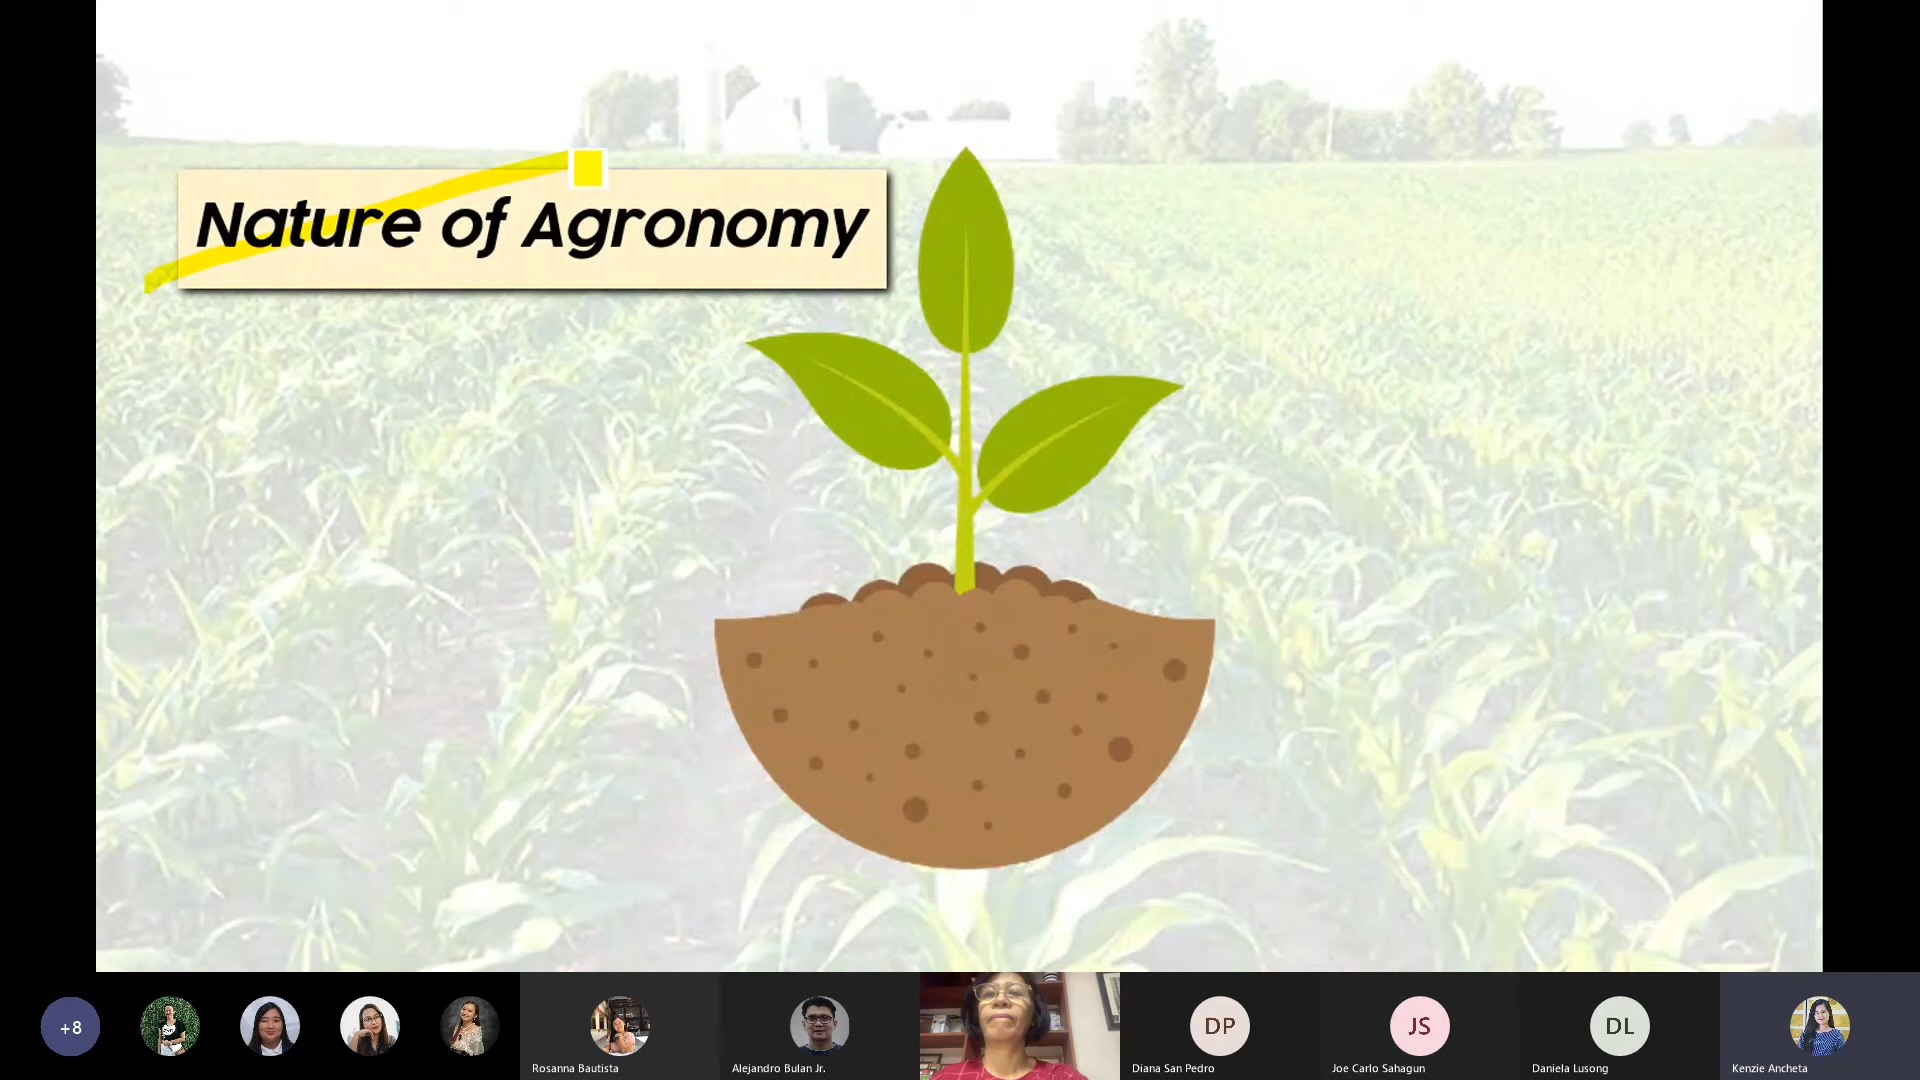 Nature of Agronomy
+8
Rosanna Bautista
Alejandro Bulan Jr.
DP
Diana San Pedro
JS
Joe Carlo Sahagun
DL
Daniela Lusong
Kenzie Ancheta